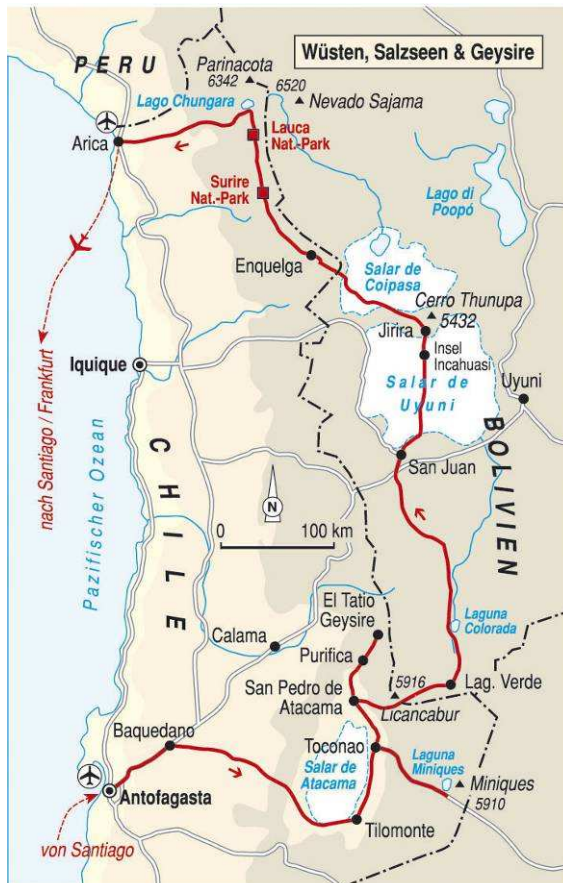 Wüsten, Salzseen & Geysire
PERU
Parinacota
6342
6520
Nevado Sajama
Lago Chungara
Arica
Lauca
Nat.-Park
Surire
Nat.-Park
Lago di
Poopó
Enquelga
Salar de
Coipasa
Cerro Thunupa
5432
Jirira
Insel
Incahuasi
Iquique
Salar de
Uyuni
Uyuni
nach Santiago / Frankfurt
Pazifischer Ozean
CHILE
BOLIVIEN
San Juan
N
0
100 km
El Tatio
Geysire
Laguna
Colorada
Calama
Purifica
5916
Lag. Verde
San Pedro de
Atacama
Licancabur
Baquedano
Toconao
Laguna
Miniques
Salar de
Atacama
Miniques
5910
Antofagasta
Tilomonte
von Santiago